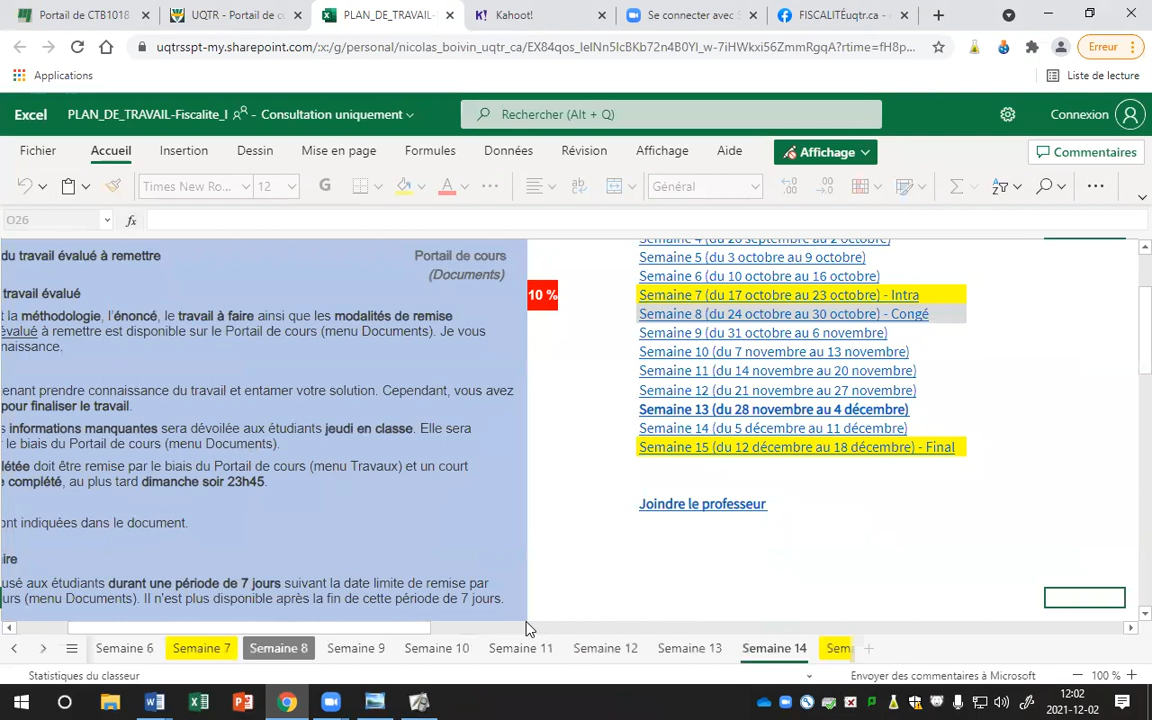 Portail de CTB1018
UQTR - Portail de c
PLAN_DE_TRAVAIL-
Kahoot!
Se connecter avec S
FISCALITÉuqtr.ca -
uqtrsspt-my.sharepoint.com/:x:/g/personal/nicolas_boivin_uqtr_ca/
Erreur
Applications
Liste de lecture
Excel
PLAN_DE_TRAVAIL-Fiscalite_I - Consultation uniquement
Rechercher (Alt + Q)
Connexion
Fichier
Accueil
Insertion
Dessin
Mise en page
Formules
Données
Révision
Affichage
Aide
Affichage
Commentaires
Times New Ro...
12
G
Général
O26
fx
du travail évalué à remettre
Portail de cours
(Documents)
travail évalué
10 %
t la méthodologie, l'énoncé, le travail à faire ainsi que les modalités de remise
évalué à remettre est disponible sur le Portail de cours (menu Documents). Je vous
naissance.
enant prendre connaissance du travail et entamer votre solution. Cependant, vous avez
pour finaliser le travail.
s informations manquantes sera dévoilée aux étudiants jeudi en classe. Elle sera
r le biais du Portail de cours (menu Documents).
létée doit être remise par le biais du Portail de cours (menu Travaux) et un court
e complété, au plus tard dimanche soir 23h45.
ont indiquées dans le document.
ire
usé aux étudiants durant une période de 7 jours suivant la date limite de remise par
urs (menu Documents). Il n'est plus disponible après la fin de cette période de 7 jours.
Semaine 4 (du 26 septembre au 2 octobre)
Semaine 5 (du 3 octobre au 9 octobre)
Semaine 6 (du 10 octobre au 16 octobre)
Semaine 7 (du 17 octobre au 23 octobre) - Intra
Semaine 8 (du 24 octobre au 30 octobre) - Congé
Semaine 9 (du 31 octobre au 6 novembre)
Semaine 10 (du 7 novembre au 13 novembre)
Semaine 11 (du 14 novembre au 20 novembre)
Semaine 12 (du 21 novembre au 27 novembre)
Semaine 13 (du 28 novembre au 4 décembre)
Semaine 14 (du 5 décembre au 11 décembre)
Semaine 15 (du 12 décembre au 18 décembre) - Final
Joindre le professeur
Semaine 6
Semaine 7
Semaine 8
Semaine 9
Semaine 10
Semaine 11
Semaine 12
Semaine 13
Semaine 14
Sem
Statistiques du classeur
Envoyer des commentaires à Microsoft
100 %
12:02
2021-12-02